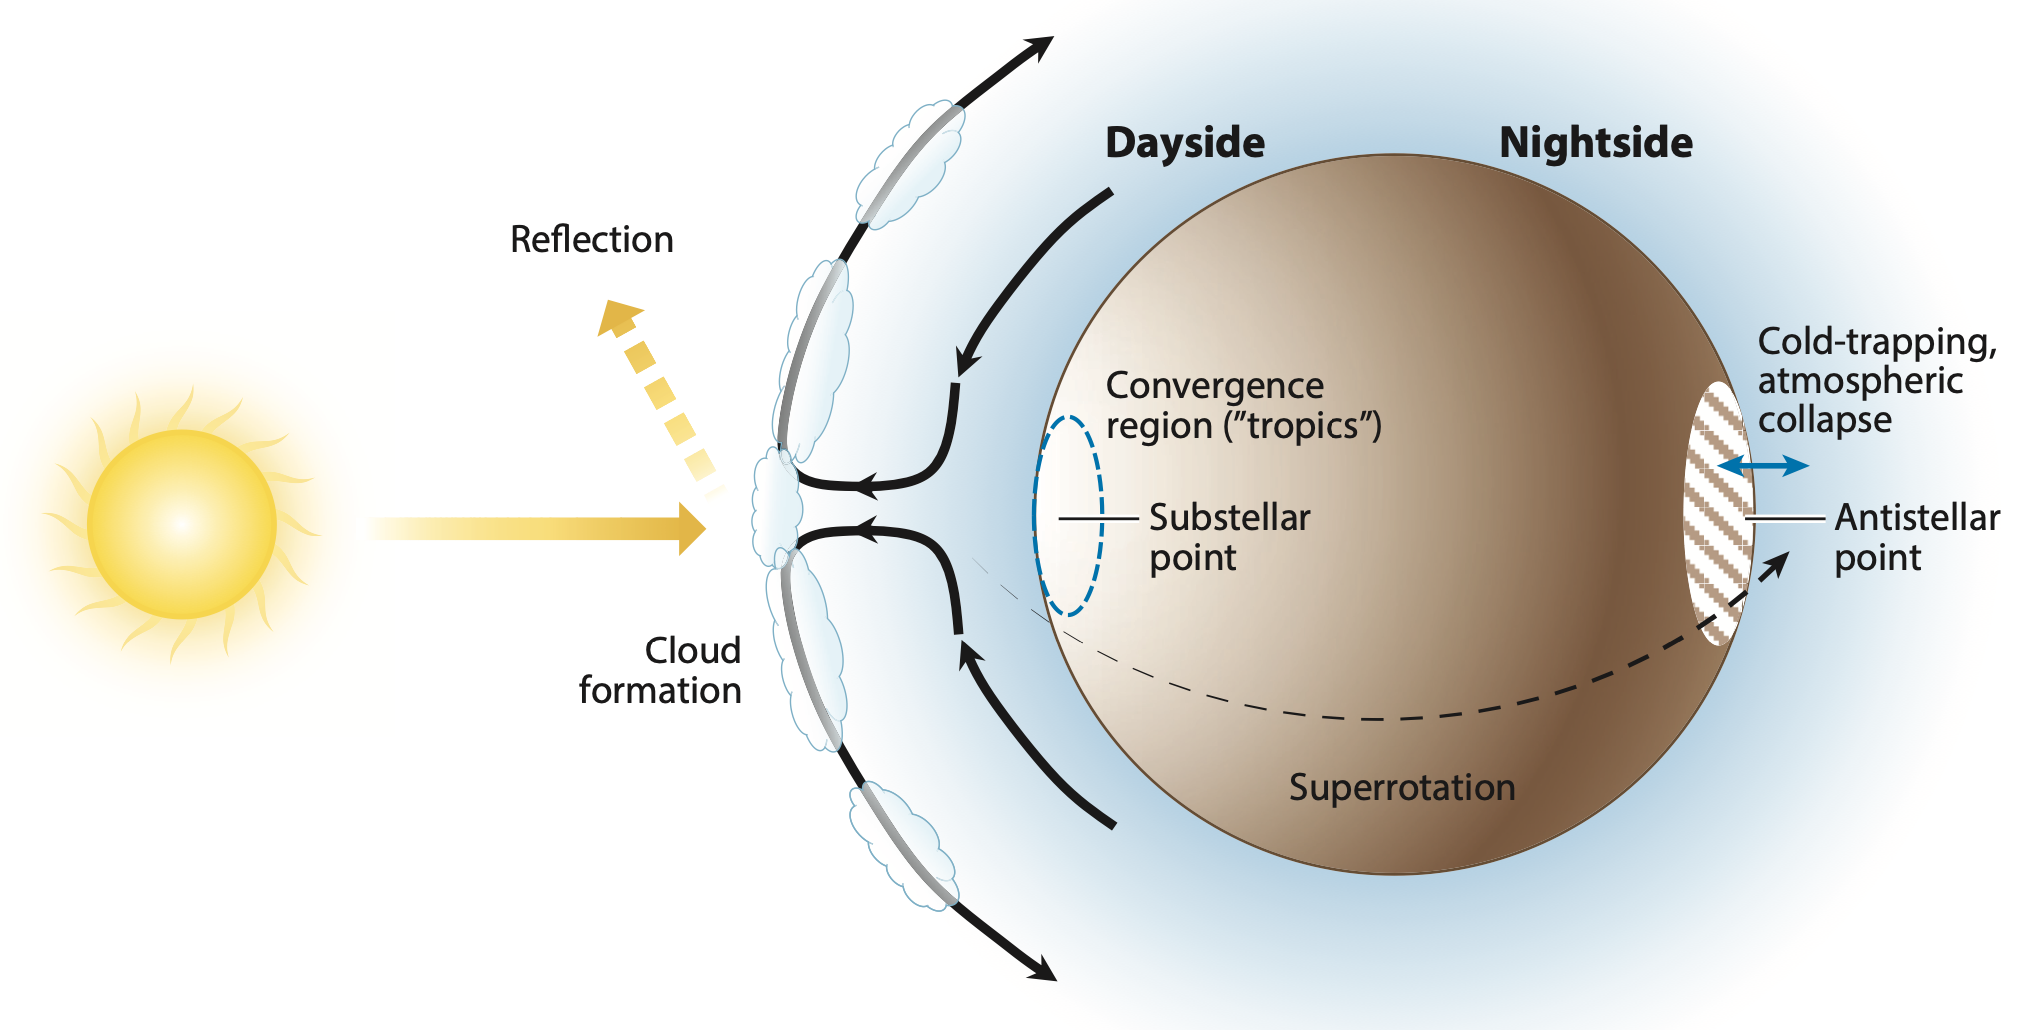 Dayside
Nightside
Reflection
Cold-trapping,
atmospheric
collapse
Convergence
region (”tropics”)
Substellar
point
Antistellar
point
Cloud
formation
Superrotation